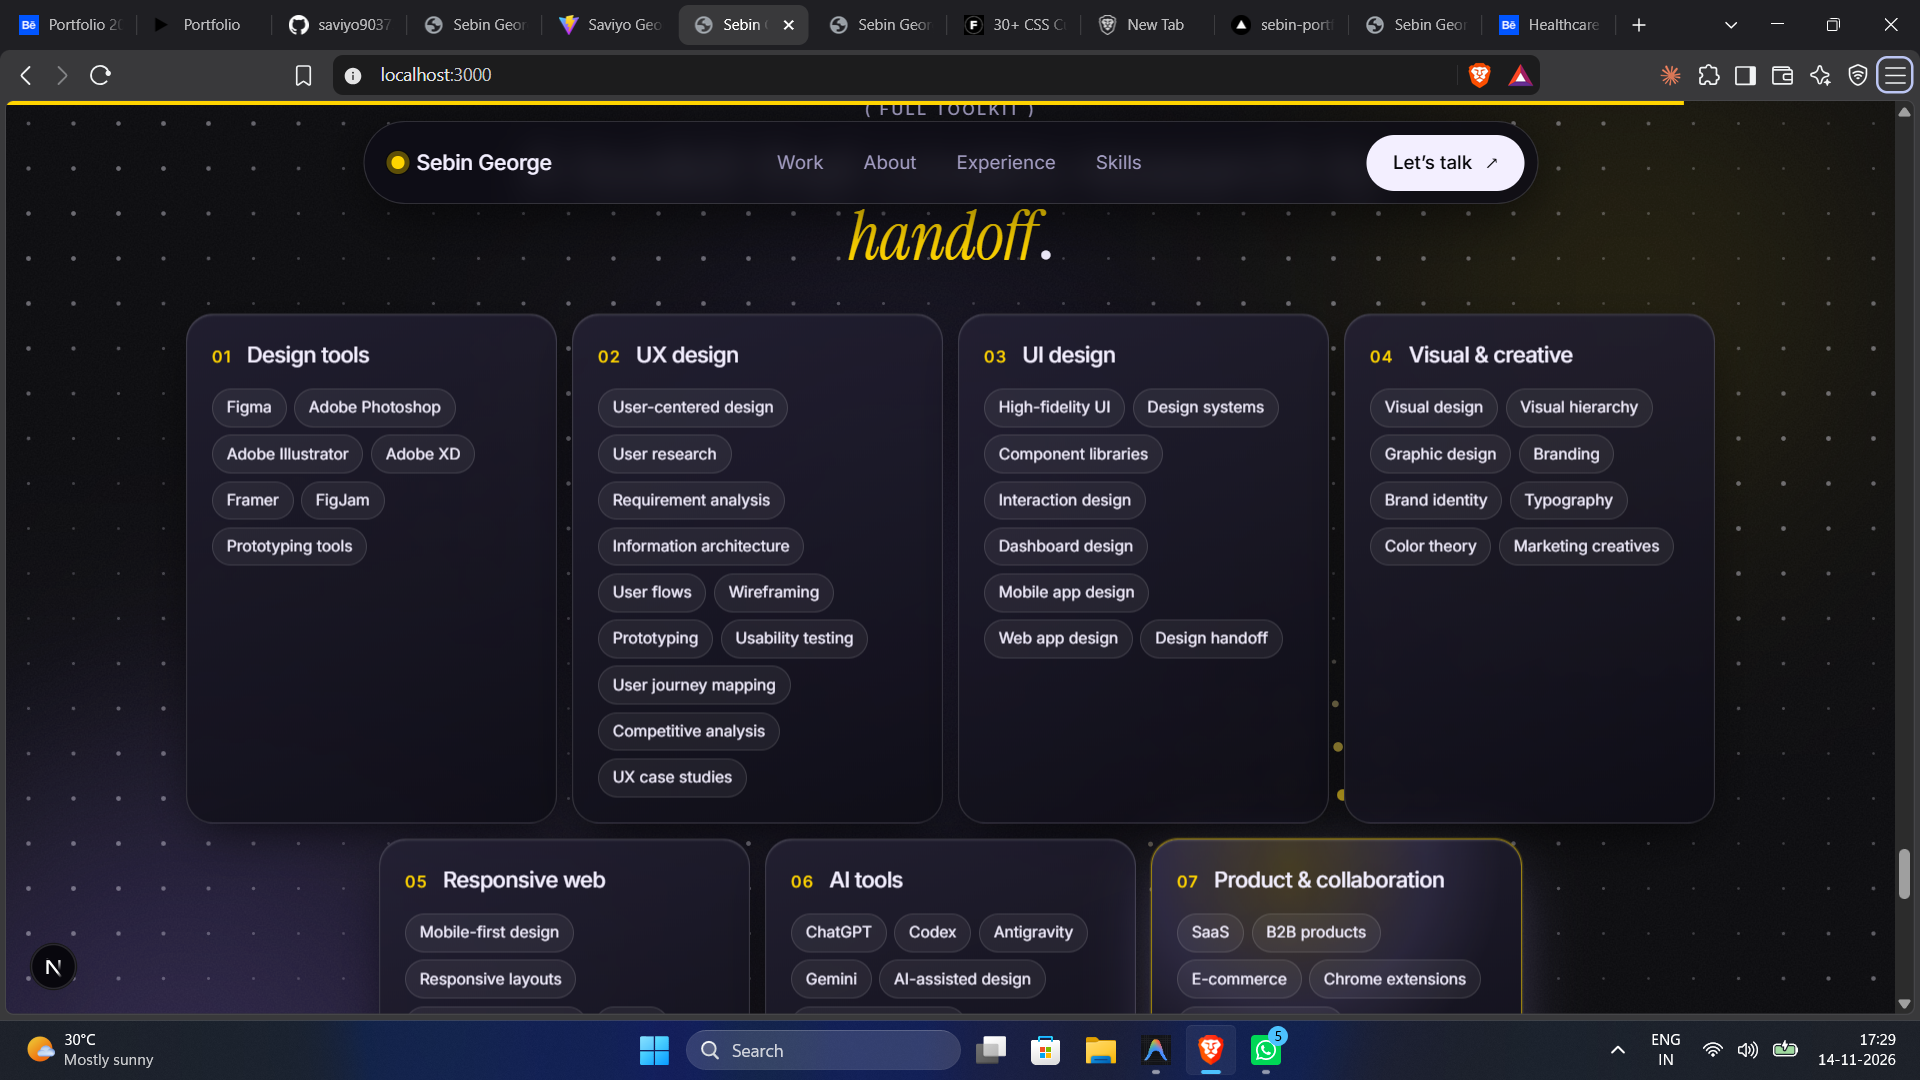 Bē Portfolio 20
Portfolio
saviyo9037
Sebin Geor
Saviyo Geo
Sebin
Sebin Geor
30+ CSS C
New Tab
sebin-port
Sebin Geor
Bē Healthcare
localhost:3000
( FULL TOOLKIT )
Sebin George
Work
About
Experience
Skills
Let’s talk ↗
handoff.
01 Design tools
Figma
Adobe Photoshop
Adobe Illustrator
Adobe XD
Framer
FigJam
Prototyping tools
02 UX design
User-centered design
User research
Requirement analysis
Information architecture
User flows
Wireframing
Prototyping
Usability testing
User journey mapping
Competitive analysis
UX case studies
03 UI design
High-fidelity UI
Design systems
Component libraries
Interaction design
Dashboard design
Mobile app design
Web app design
Design handoff
04 Visual & creative
Visual design
Visual hierarchy
Graphic design
Branding
Brand identity
Typography
Color theory
Marketing creatives
05 Responsive web
Mobile-first design
Responsive layouts
06 AI tools
ChatGPT
Codex
Antigravity
Gemini
AI-assisted design
07 Product & collaboration
SaaS
B2B products
E-commerce
Chrome extensions
N
30°C
Mostly sunny
Search
5
ENG
IN
17:29
14-11-2026